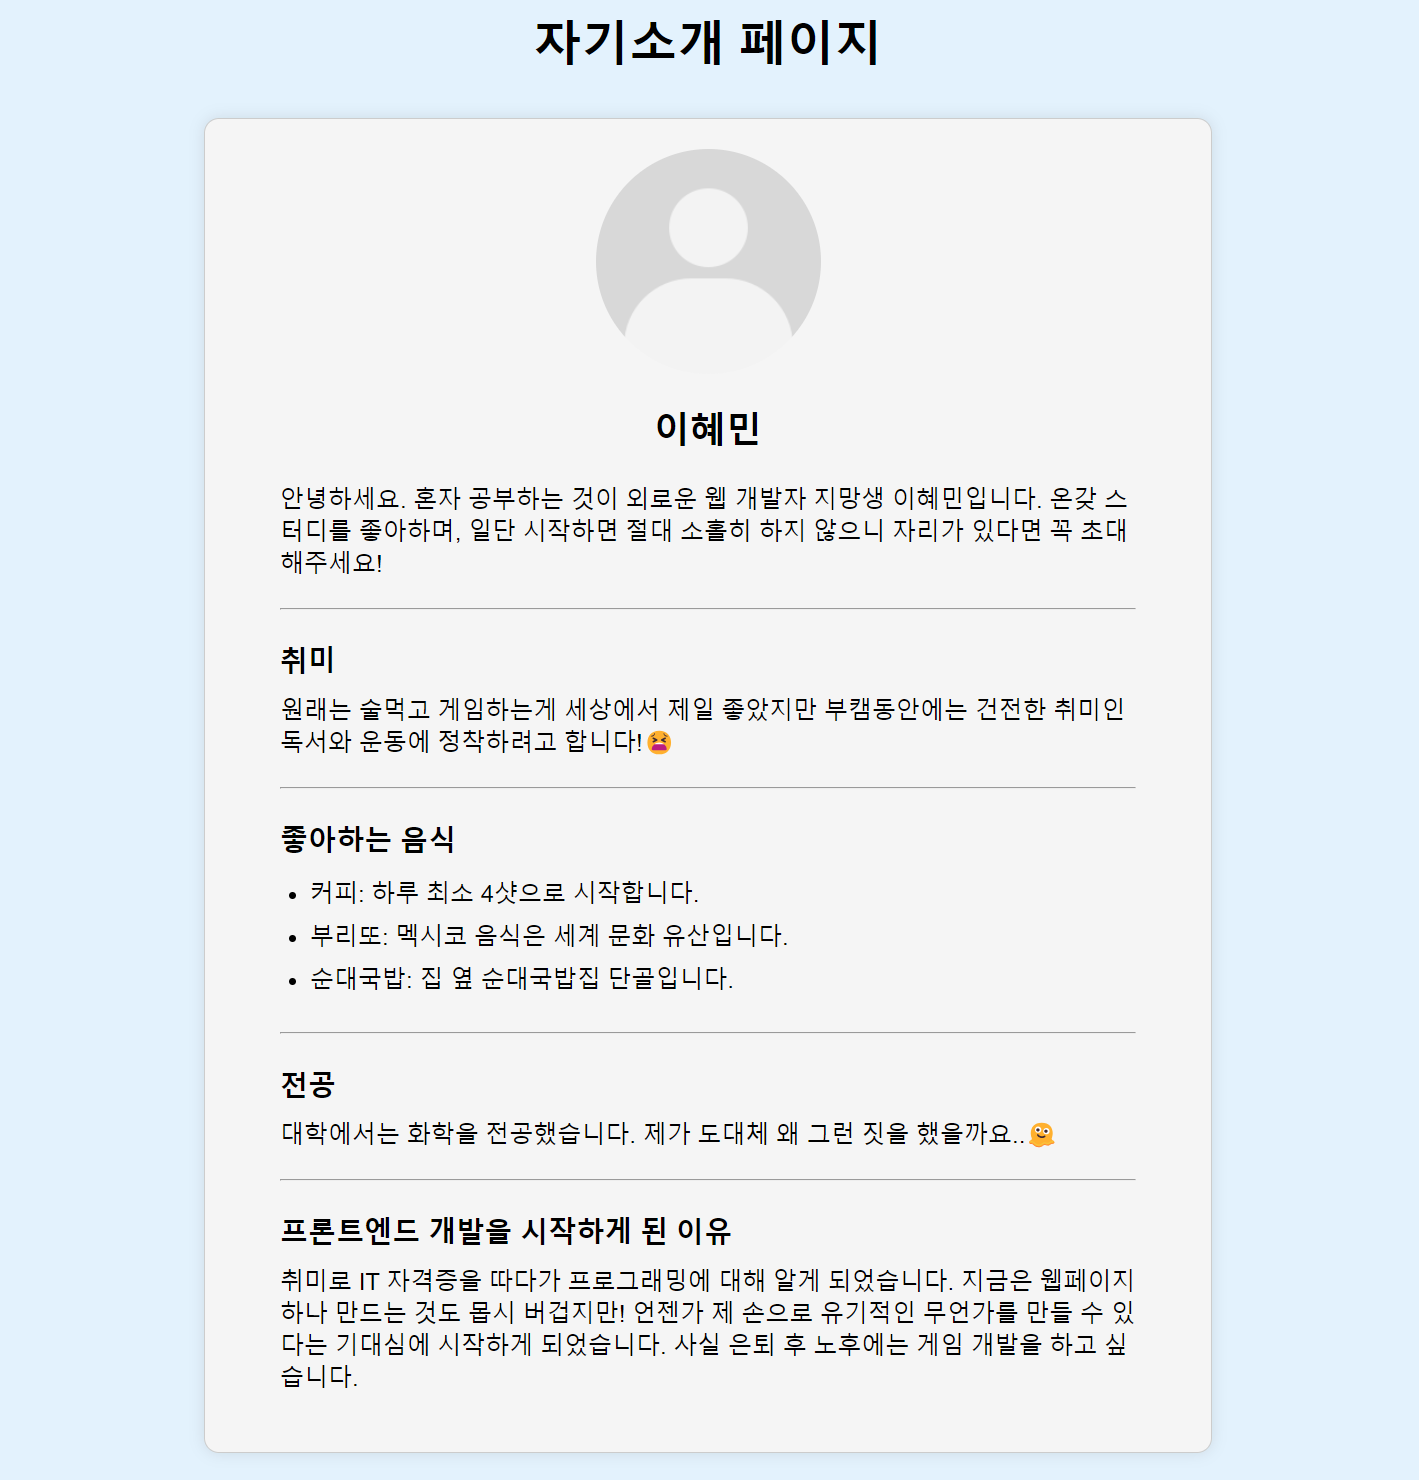 자기소개 페이지
이혜민
안녕하세요. 혼자 공부하는 것이 외로운 웹 개발자 지망생 이혜민입니다. 온갖 스
터디를 좋아하며, 일단 시작하면 절대 소홀히 하지 않으니 자리가 있다면 꼭 초대
해주세요!
취미
원래는 술먹고 게임하는게 세상에서 제일 좋았지만 부캠동안에는 건전한 취미인
독서와 운동에 정착하려고 합니다!😫
좋아하는 음식
• 커피: 하루 최소 4샷으로 시작합니다.
• 부리또: 멕시코 음식은 세계 문화 유산입니다.
• 순대국밥: 집 옆 순대국밥집 단골입니다.
전공
대학에서는 화학을 전공했습니다. 제가 도대체 왜 그런 짓을 했을까요..🫠
프론트엔드 개발을 시작하게 된 이유
취미로 IT 자격증을 따다가 프로그래밍에 대해 알게 되었습니다. 지금은 웹페이지
하나 만드는 것도 몹시 버겁지만! 언젠가 제 손으로 유기적인 무언가를 만들 수 있
다는 기대심에 시작하게 되었습니다. 사실 은퇴 후 노후에는 게임 개발을 하고 싶
습니다.